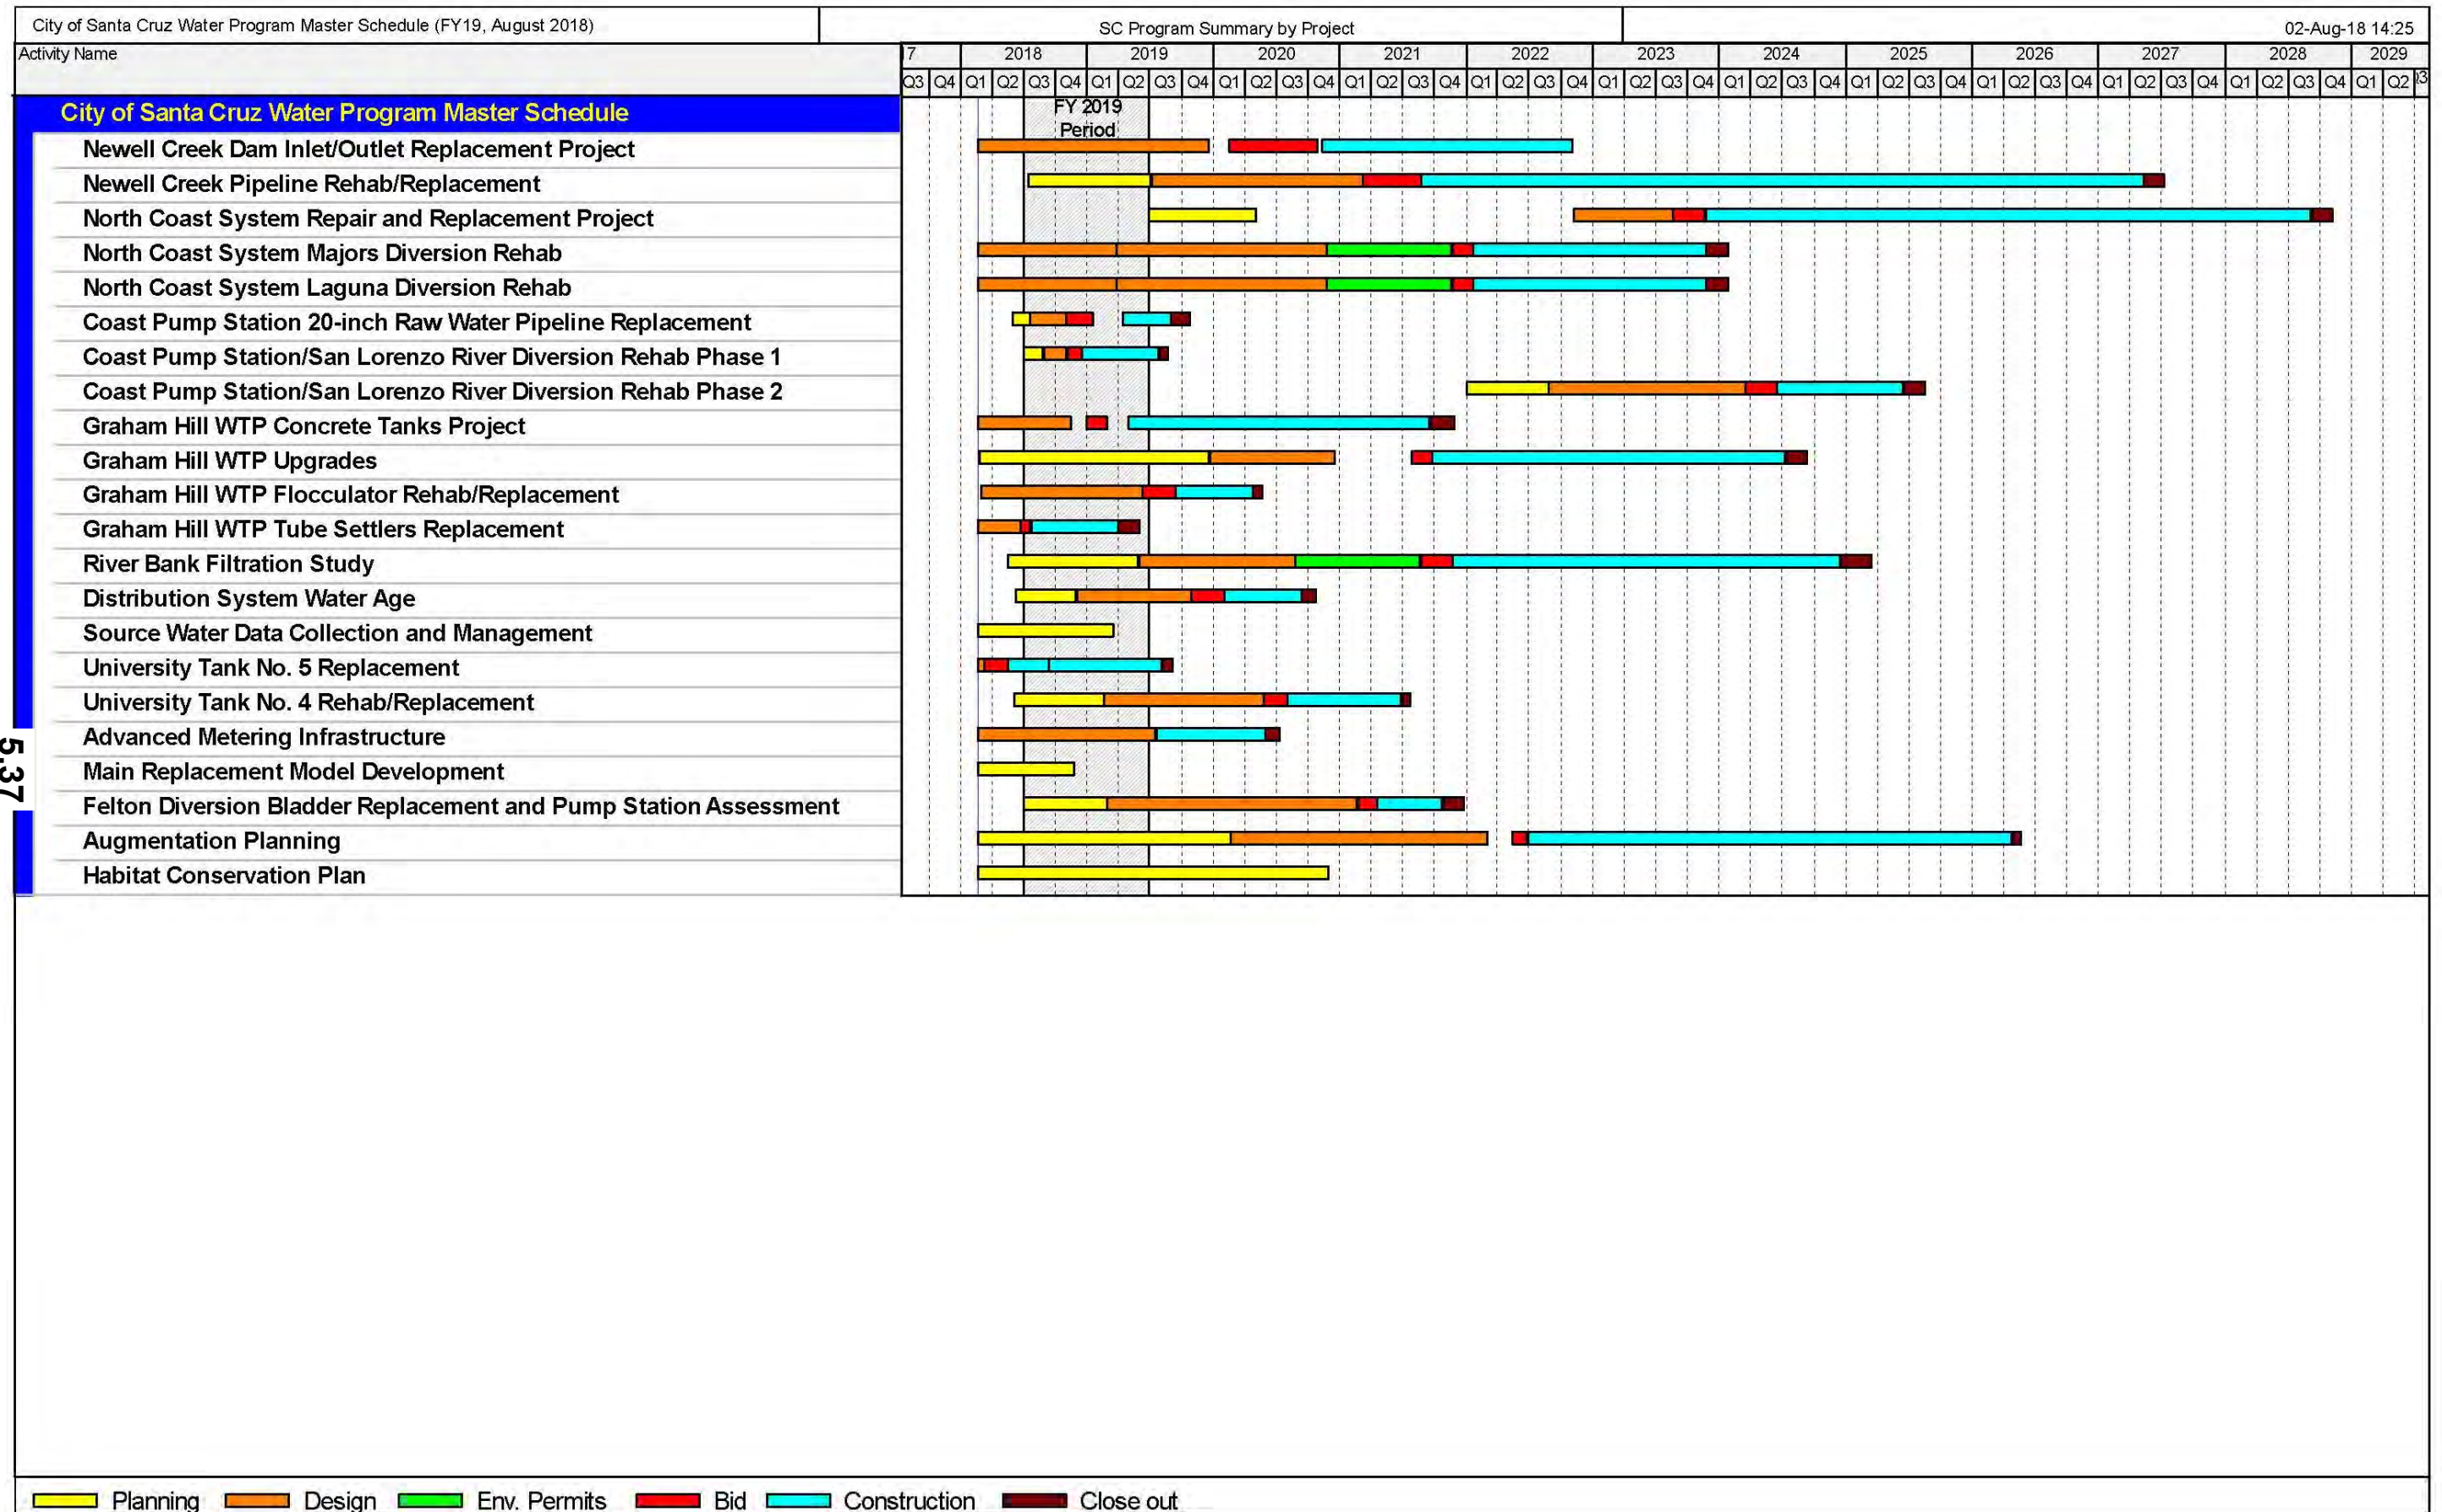 City of Santa Cruz Water Program Master Schedule (FY19, August 2018) SC Program Summary by Project 02-Aug-18 14:25
Activity Name 7 2018 2019 2020 2021 2022 2023 2024 2025 2026 2027 2028 2029
Q3 Q4 Q1 Q2 Q3 Q4 Q1 Q2 Q3 Q4 Q1 Q2 Q3 Q4 Q1 Q2 Q3 Q4 Q1 Q2 Q3 Q4 Q1 Q2 Q3 Q4 Q1 Q2 Q3 Q4 Q1 Q2 Q3 Q4 Q1 Q2 Q3 Q4 Q1 Q2 Q3 Q4 Q1 Q2 Q3 Q4 Q1 Q2 Q3
City of Santa Cruz Water Program Master Schedule FY 2019
Period
Newell Creek Dam Inlet/Outlet Replacement Project
Newell Creek Pipeline Rehab/Replacement
North Coast System Repair and Replacement Project
North Coast System Majors Diversion Rehab
North Coast System Laguna Diversion Rehab
Coast Pump Station 20-inch Raw Water Pipeline Replacement
Coast Pump Station/San Lorenzo River Diversion Rehab Phase 1
Coast Pump Station/San Lorenzo River Diversion Rehab Phase 2
Graham Hill WTP Concrete Tanks Project
Graham Hill WTP Upgrades
Graham Hill WTP Flocculator Rehab/Replacement
Graham Hill WTP Tube Settlers Replacement
River Bank Filtration Study
Distribution System Water Age
Source Water Data Collection and Management
University Tank No. 5 Replacement
University Tank No. 4 Rehab/Replacement
Advanced Metering Infrastructure
Main Replacement Model Development
Felton Diversion Bladder Replacement and Pump Station Assessment
Augmentation Planning
Habitat Conservation Plan
5.37
Planning Design Env. Permits Bid Construction Close out